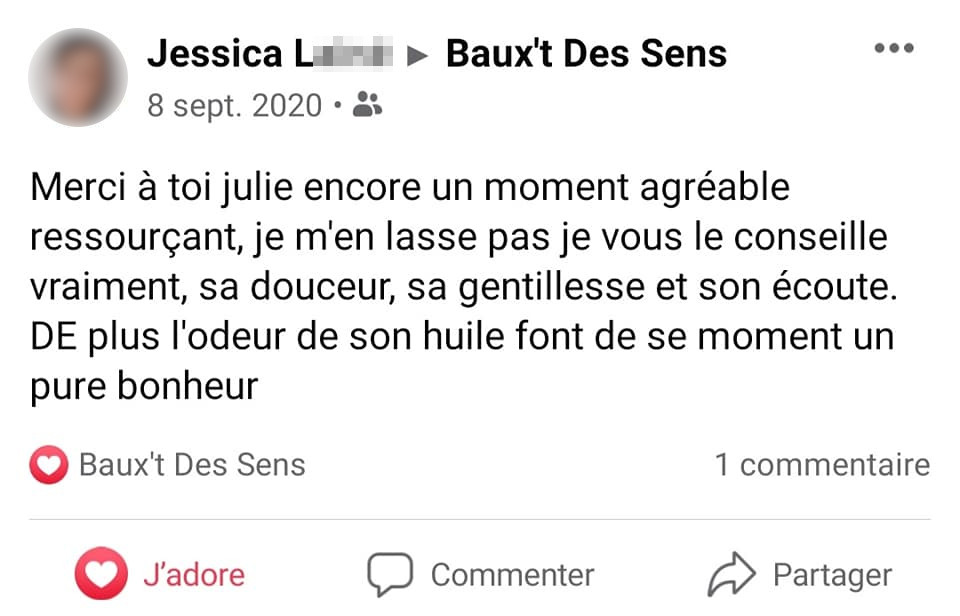 Jessica L ▸ Baux't Des Sens
8 sept. 2020 •
Merci à toi julie encore un moment agréable
ressourçant, je m'en lasse pas je vous le conseille
vraiment, sa douceur, sa gentillesse et son écoute.
DE plus l'odeur de son huile font de se moment un
pure bonheur
Baux't Des Sens 1 commentaire
J’adore Commenter Partager